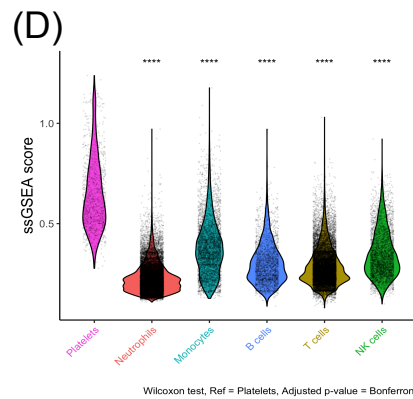 (D)
**** **** **** **** ****
ssGSEA score
1.0
0.5
Platelets
Neutrophils
Monocytes
B cells
T cells
NK cells
Wilcoxon test, Ref = Platelets, Adjusted p-value = Bonferron